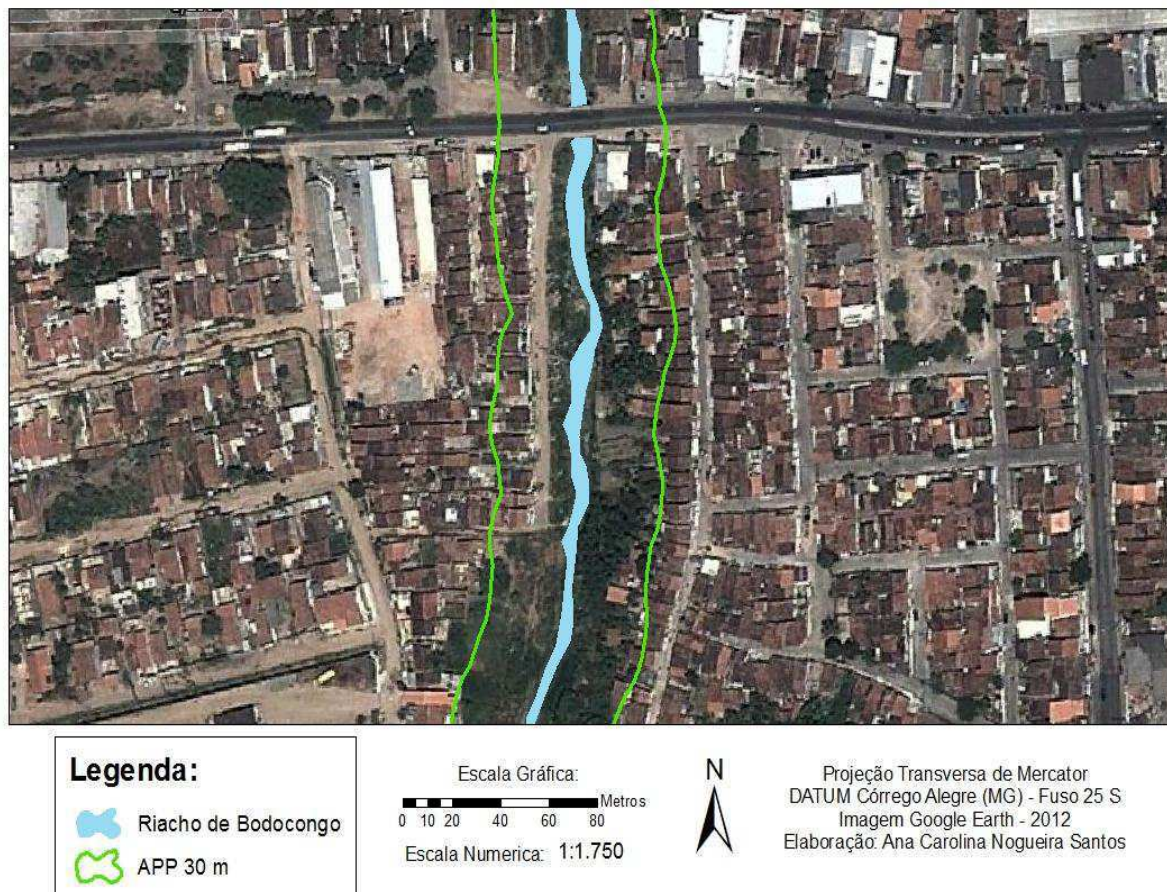 Legenda:
Riacho de Bodocongo
APP 30 m
Escala Gráfica:
Metros
0 10 20 40 60 80
Escala Numerica: 1:1.750
N
Projeção Transversa de Mercator
DATUM Córrego Alegre (MG) - Fuso 25 S
Imagem Google Earth - 2012
Elaboração: Ana Carolina Nogueira Santos